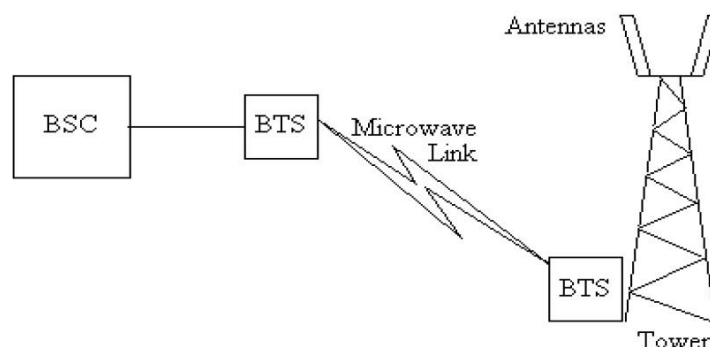 Antennas
BSC
BTS
Microwave
Link
BTS
Tower